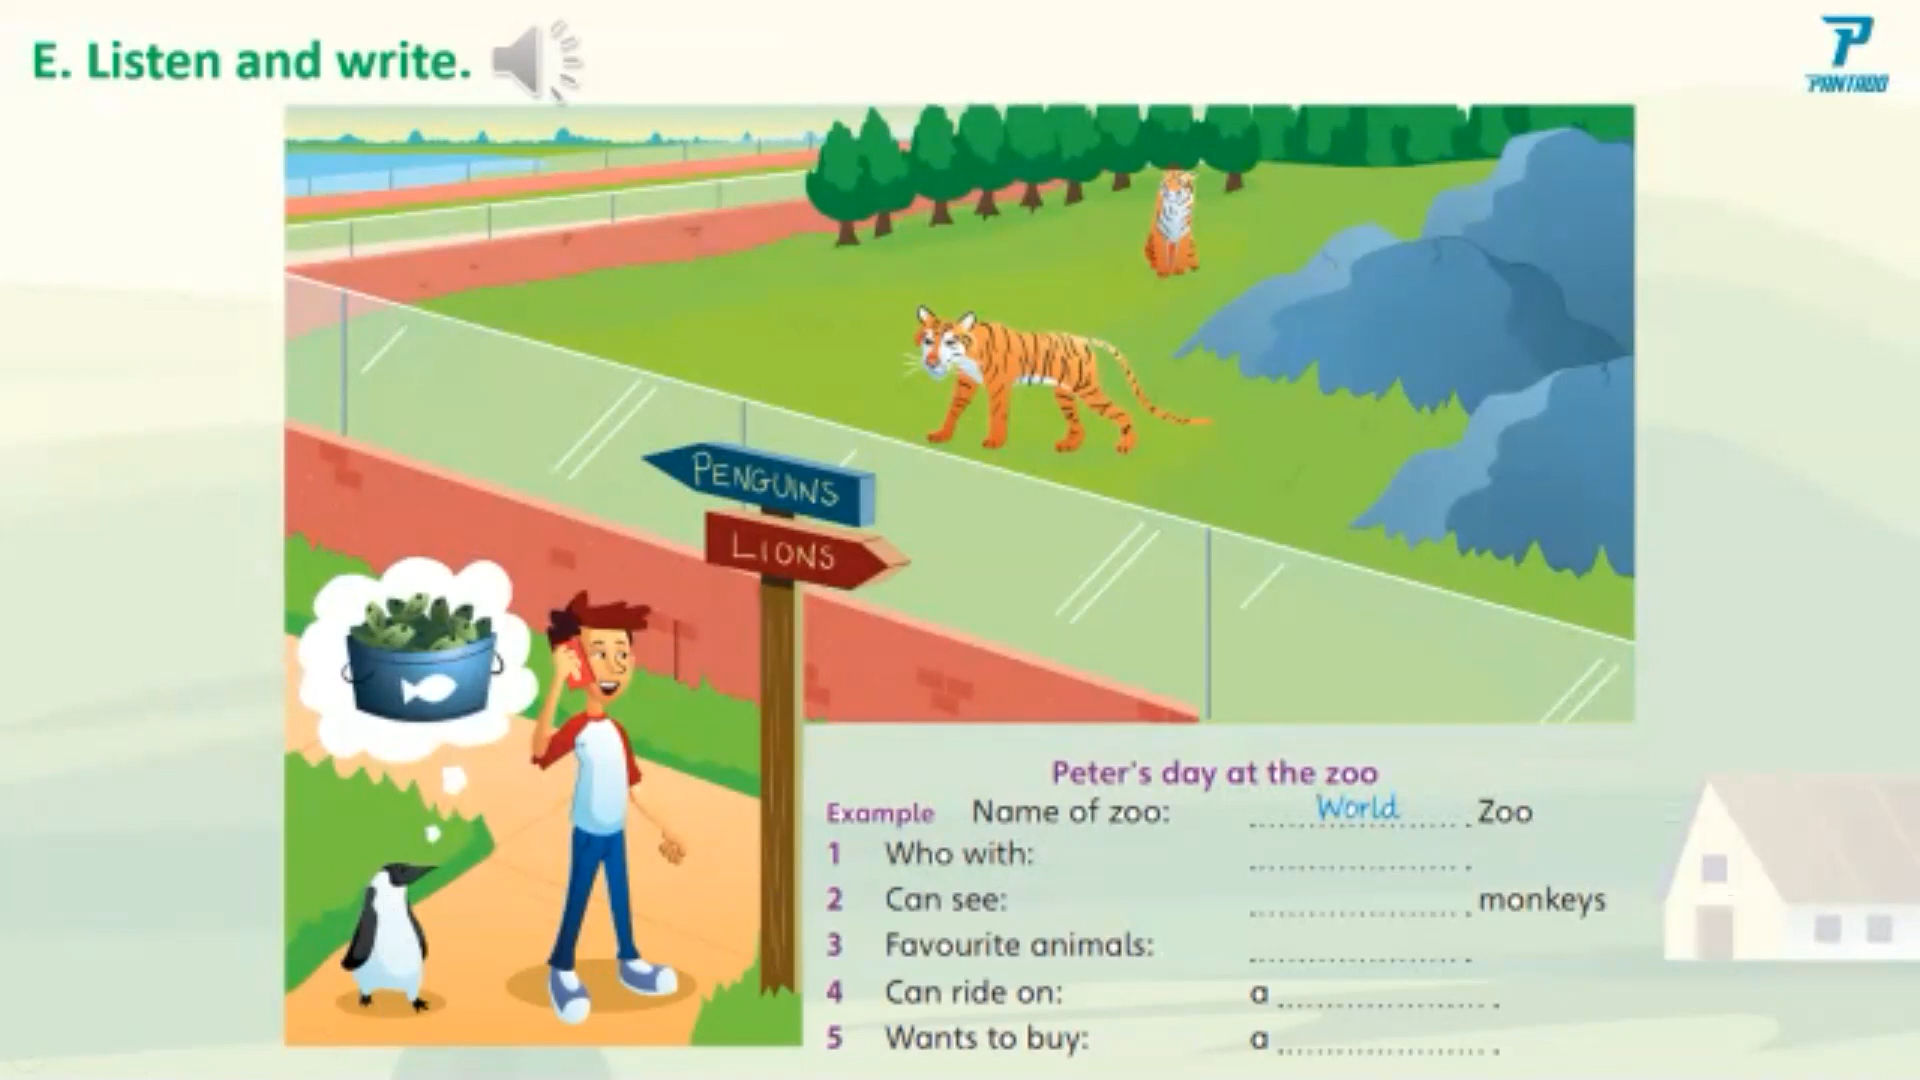 E. Listen and write.
PANTADO
PENGUINS
LIONS
Peter's day at the zoo
Example Name of zoo: World Zoo
1 Who with:
2 Can see: monkeys
3 Favourite animals:
4 Can ride on: a
5 Wants to buy: a